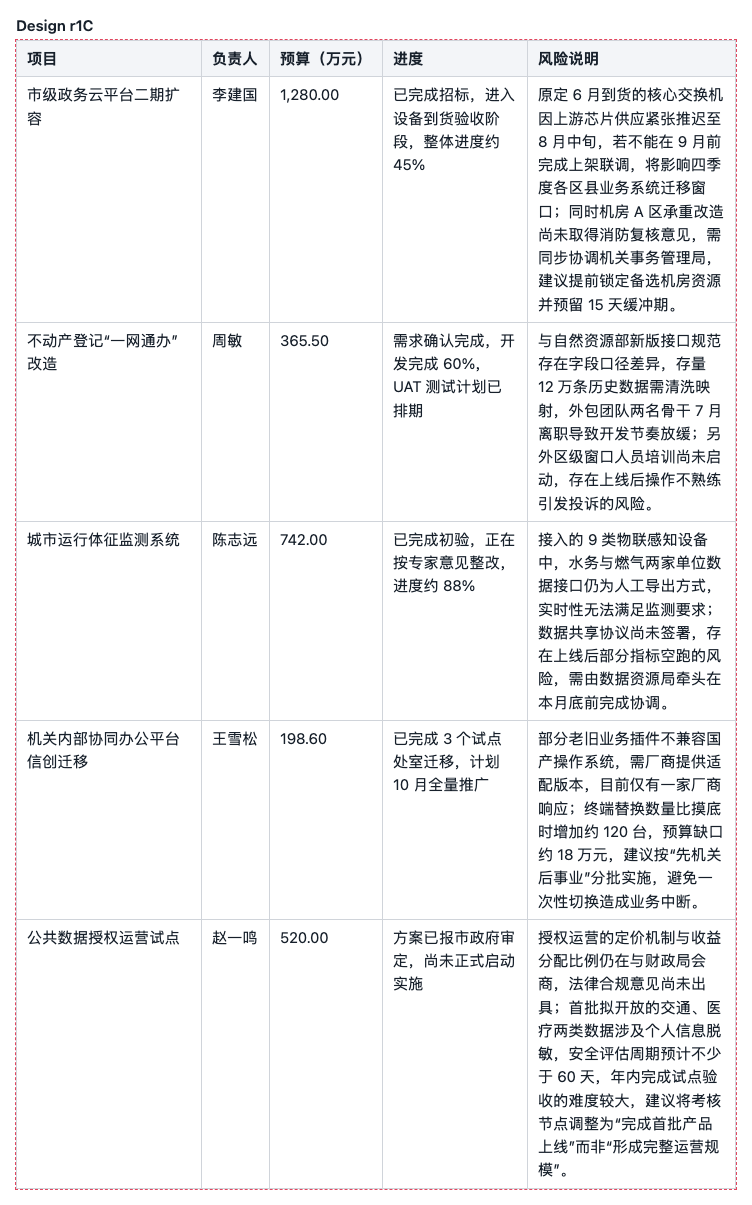 Design r1C
项目
负责人
预算（万元）
进度
风险说明
市级政务云平台二期扩
容
李建国
1,280.00
已完成招标，进入
设备到货验收阶
段，整体进度约
45%
原定 6 月到货的核心交换机
因上游芯片供应紧张推迟至
8 月中旬，若不能在 9 月前
完成上架联调，将影响四季
度各区县业务系统迁移窗
口；同时机房 A 区承重改造
尚未取得消防复核意见，需
同步协调机关事务管理局，
建议提前锁定备选机房资源
并预留 15 天缓冲期。
不动产登记“一网通办”
改造
周敏
365.50
需求确认完成，开
发完成 60%，
UAT 测试计划已
排期
与自然资源部新版接口规范
存在字段口径差异，存量
12 万条历史数据需清洗映
射，外包团队两名骨干 7 月
离职导致开发节奏放缓；另
外区级窗口人员培训尚未启
动，存在上线后操作不熟练
引发投诉的风险。
城市运行体征监测系统
陈志远
742.00
已完成初验，正在
按专家意见整改，
进度约 88%
接入的 9 类物联感知设备
中，水务与燃气两家单位数
据接口仍为人工导出方式，
实时性无法满足监测要求；
数据共享协议尚未签署，存
在上线后部分指标空跑的风
险，需由数据资源局牵头在
本月底前完成协调。
机关内部协同办公平台
信创迁移
王雪松
198.60
已完成 3 个试点
处室迁移，计划
10 月全量推广
部分老旧业务插件不兼容国
产操作系统，需厂商提供适
配版本，目前仅有一家厂商
响应；终端替换数量比摸底
时增加约 120 台，预算缺口
约 18 万元，建议按“先机关
后事业”分批实施，避免一
次性切换造成业务中断。
公共数据授权运营试点
赵一鸣
520.00
方案已报市政府审
定，尚未正式启动
实施
授权运营的定价机制与收益
分配比例仍在与财政局会
商，法律合规意见尚未出
具；首批拟开放的交通、医
疗两类数据涉及个人信息脱
敏，安全评估周期预计不少
于 60 天，年内完成试点验
收的难度较大，建议将考核
节点调整为“完成首批产品
上线”而非“形成完整运营规
模”。